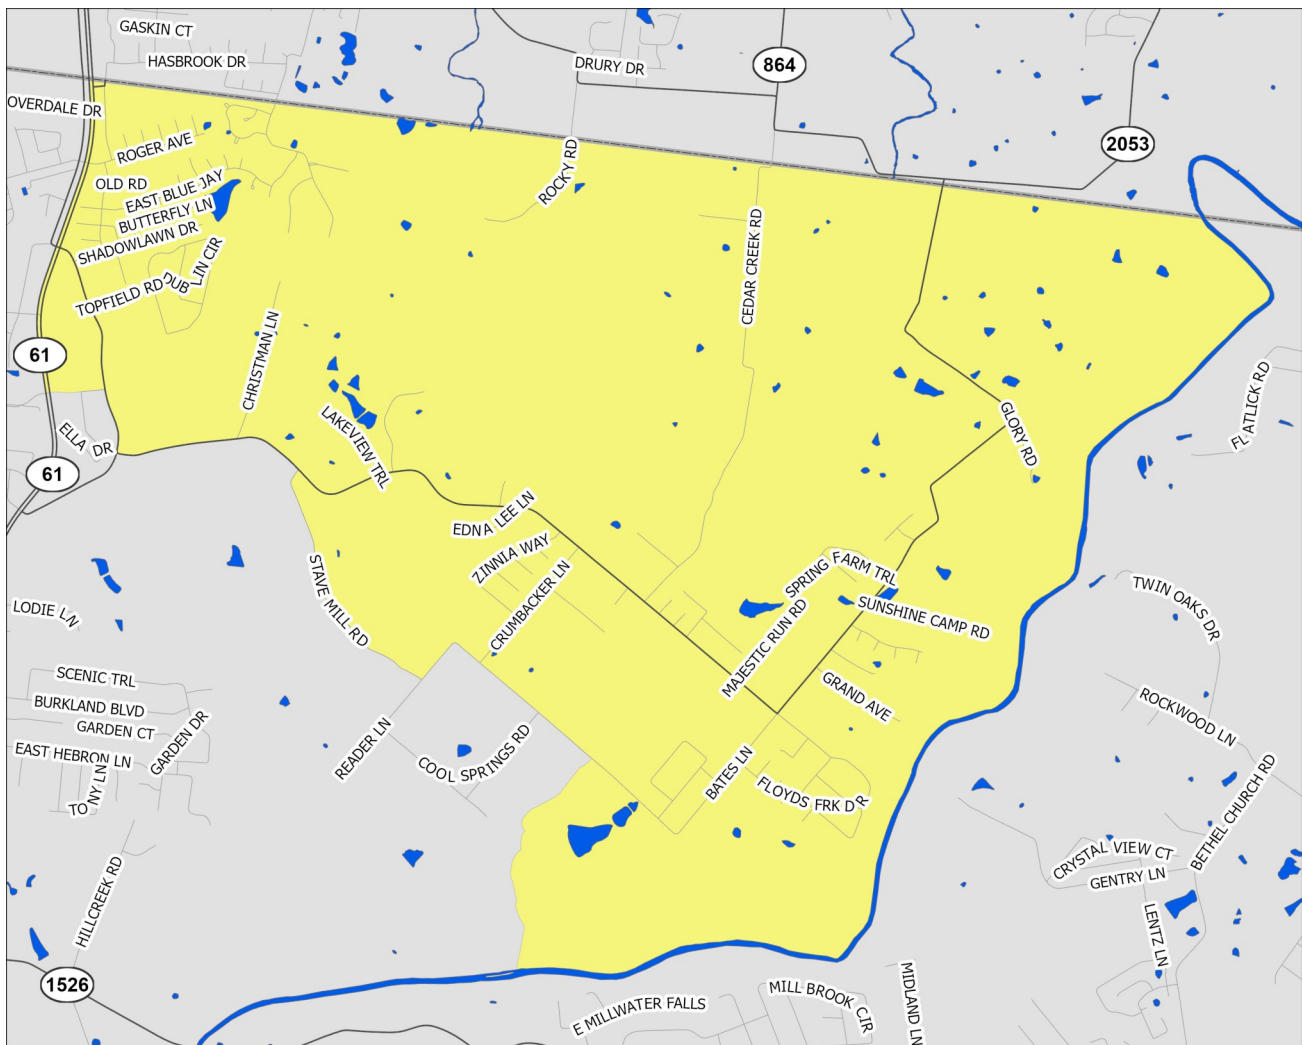 GASKIN CT
HASBROOK DR
DRURY DR
864
OVERDALE DR
2053
ROGER AVE
ROCKY RD
OLD RD
EAST BLUE JAY
BUTTERFLY LN
SHADOWLAWN DR
CEDAR CREEK RD
DUBLIN CIR
TOPFIELD RD
61
CHRISTMAN LN
FLATLICK RD
ELLA DR
LAKEVIEW TRL
GLORY RD
61
EDNA LEE LN
ZINNIA WAY
STAVE MILL RD
CRUMBACKER LN
SPRING FARM TRL
SUNSHINE CAMP RD
TWIN OAKS DR
LODIE LN
MAJESTIC RUN RD
SCENIC TRL
BURKLAND BLVD
GRAND AVE
ROCKWOOD LN
GARDEN CT
GARDEN DR
READER LN
COOL SPRINGS RD
EAST HEBRON LN
BATES LN
TONY LN
FLOYDS FRK DR
BETHEL CHURCH RD
CRYSTAL VIEW CT
GENTRY LN
HILLCREEK RD
LENTZ LN
1526
E MILLWATER FALLS
MILL BROOK CIR
MIDLAND LN